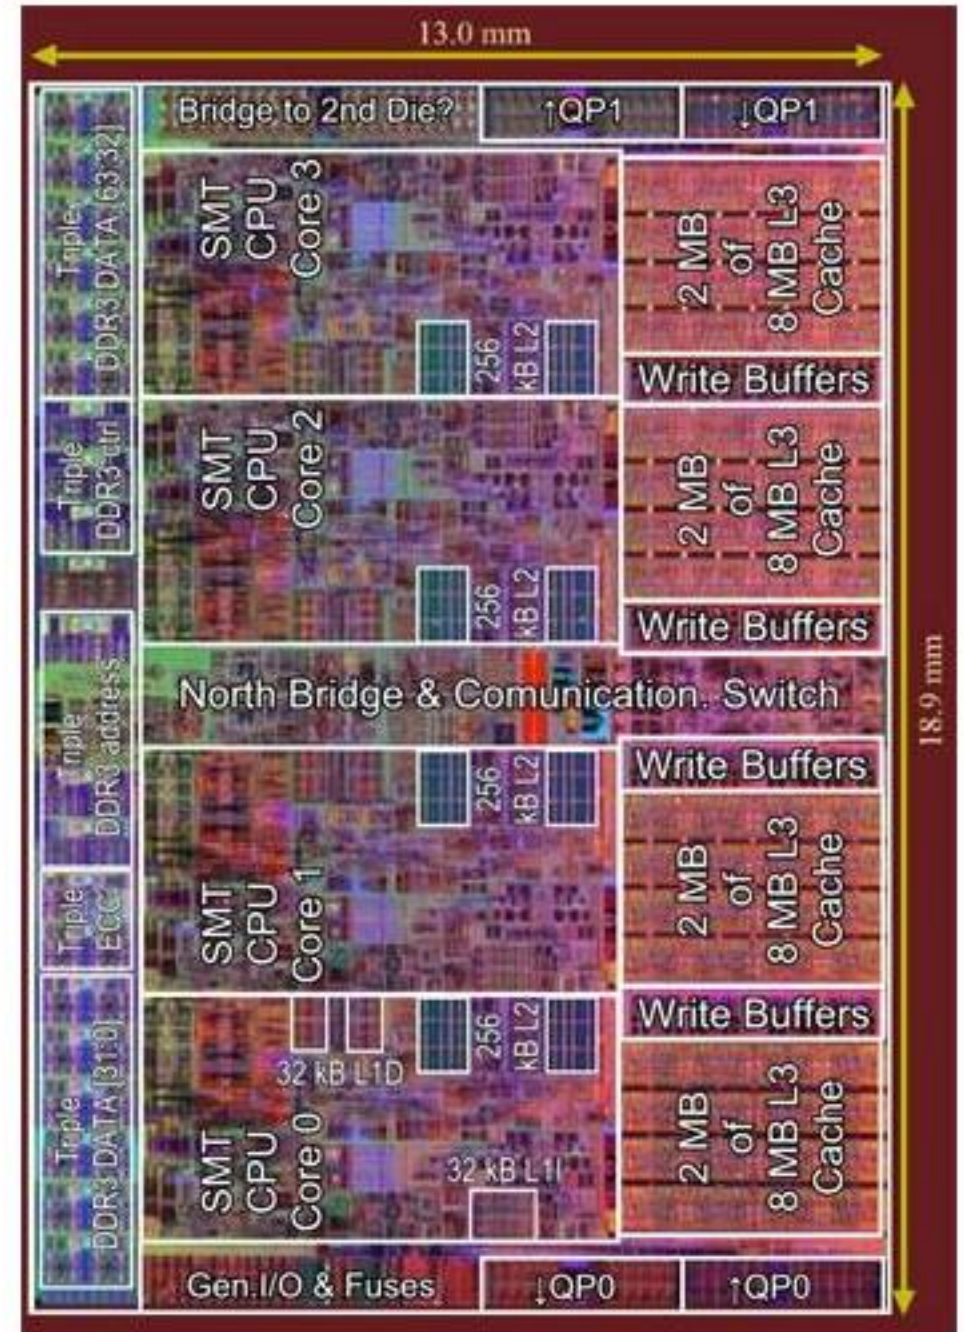 13.0 mm
Bridge to 2nd Die?
↑QP1
↓QP1
Triple
DDR3 DATA[63:32]
SMT
CPU
Core 3
256
kB L2
2 MB
of
8 MB L3
Cache
Write Buffers
Triple
DDR3 ctrl
SMT
CPU
Core 2
256
kB L2
2 MB
of
8 MB L3
Cache
Write Buffers
North Bridge & Comunication. Switch
18.9 mm
Triple
DDR3 address
Write Buffers
256
kB L2
SMT
CPU
Core 1
2 MB
of
8 MB L3
Cache
Triple
ECC
Write Buffers
256
kB L2
32 kB L1D
SMT
CPU
Core 0
32 kB L1I
2 MB
of
8 MB L3
Cache
Triple
DDR3 DATA[31:0]
Gen.I/O & Fuses
↓QP0
↑QP0